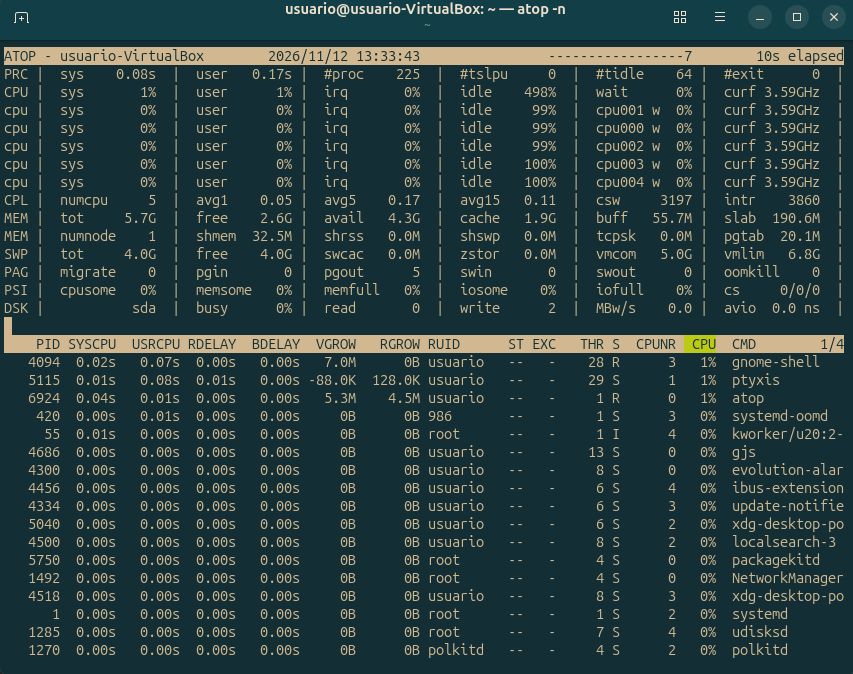 usuario@usuario-VirtualBox: ~ — atop -n
~
ATOP - usuario-VirtualBox        2026/11/12 13:33:43                -----------------7        10s elapsed
PRC |  sys    0.08s  |  user   0.17s |  #proc    225  |  #tslpu     0  |  #tidle    64 |  #exit      0  |
CPU |  sys       1%  |  user      1% |  irq       0%  |  idle    498%  |  wait      0% |  curf 3.59GHz  |
cpu |  sys       0%  |  user      0% |  irq       0%  |  idle     99%  |  cpu001 w  0% |  curf 3.59GHz  |
cpu |  sys       0%  |  user      0% |  irq       0%  |  idle     99%  |  cpu000 w  0% |  curf 3.59GHz  |
cpu |  sys       0%  |  user      0% |  irq       0%  |  idle     99%  |  cpu002 w  0% |  curf 3.59GHz  |
cpu |  sys       0%  |  user      0% |  irq       0%  |  idle    100%  |  cpu003 w  0% |  curf 3.59GHz  |
cpu |  sys       0%  |  user      0% |  irq       0%  |  idle    100%  |  cpu004 w  0% |  curf 3.59GHz  |
CPL |  numcpu     5  |  avg1   0.05 |  avg5    0.17  |  avg15   0.11  |  csw     3197 |  intr    3860  |
MEM |  tot     5.7G  |  free   2.6G |  avail   4.3G  |  cache   1.9G  |  buff   55.7M |  slab  190.6M  |
MEM |  numnode    1  |  shmem 32.5M |  shrss   0.0M  |  shswp   0.0M  |  tcpsk   0.0M |  pgtab  20.1M  |
SWP |  tot     4.0G  |  free   4.0G |  swcac   0.0M  |  zstor   0.0M  |  vmcom   5.0G |  vmlim   6.8G  |
PAG |  migrate    0  |  pgin      0 |  pgout      5  |  swin       0  |  swout      0 |  oomkill    0  |
PSI |  cpusome   0%  |  memsome  0% |  memfull   0%  |  iosome    0%  |  iofull    0% |  cs     0/0/0  |
DSK |           sda  |  busy     0% |  read       0  |  write      2  |  MBw/s    0.0 |  avio  0.0 ns  |
PID SYSCPU  USRCPU RDELAY  BDELAY  VGROW   RGROW RUID      ST EXC   THR S  CPUNR  CPU  CMD        1/4
4094  0.02s   0.07s  0.00s   0.00s   7.0M      0B usuario   --  -     28 R      3   1%  gnome-shell
5115  0.01s   0.08s  0.01s   0.00s -88.0K  128.0K usuario   --  -     29 S      1   1%  ptyxis
6924  0.04s   0.01s  0.00s   0.00s   5.3M    4.5M usuario   --  -      1 R      0   1%  atop
420  0.00s   0.01s  0.00s   0.00s     0B      0B 986       --  -      1 S      3   0%  systemd-oomd
55  0.01s   0.00s  0.00s   0.00s     0B      0B root      --  -      1 I      4   0%  kworker/u20:2-
4686  0.00s   0.00s  0.00s   0.00s     0B      0B usuario   --  -     13 S      0   0%  gjs
4300  0.00s   0.00s  0.00s   0.00s     0B      0B usuario   --  -      8 S      0   0%  evolution-alar
4456  0.00s   0.00s  0.00s   0.00s     0B      0B usuario   --  -      6 S      4   0%  ibus-extension
4334  0.00s   0.00s  0.00s   0.00s     0B      0B usuario   --  -      6 S      3   0%  update-notifie
5040  0.00s   0.00s  0.00s   0.00s     0B      0B usuario   --  -      6 S      2   0%  xdg-desktop-po
4500  0.00s   0.00s  0.00s   0.00s     0B      0B usuario   --  -      8 S      2   0%  localsearch-3
5750  0.00s   0.00s  0.00s   0.00s     0B      0B root      --  -      4 S      0   0%  packagekitd
1492  0.00s   0.00s  0.00s   0.00s     0B      0B root      --  -      4 S      0   0%  NetworkManager
4518  0.00s   0.00s  0.00s   0.00s     0B      0B usuario   --  -      8 S      3   0%  xdg-desktop-po
1  0.00s   0.00s  0.00s   0.00s     0B      0B root      --  -      1 S      2   0%  systemd
1285  0.00s   0.00s  0.00s   0.00s     0B      0B root      --  -      7 S      4   0%  udisksd
1270  0.00s   0.00s  0.00s   0.00s     0B      0B polkitd   --  -      4 S      2   0%  polkitd